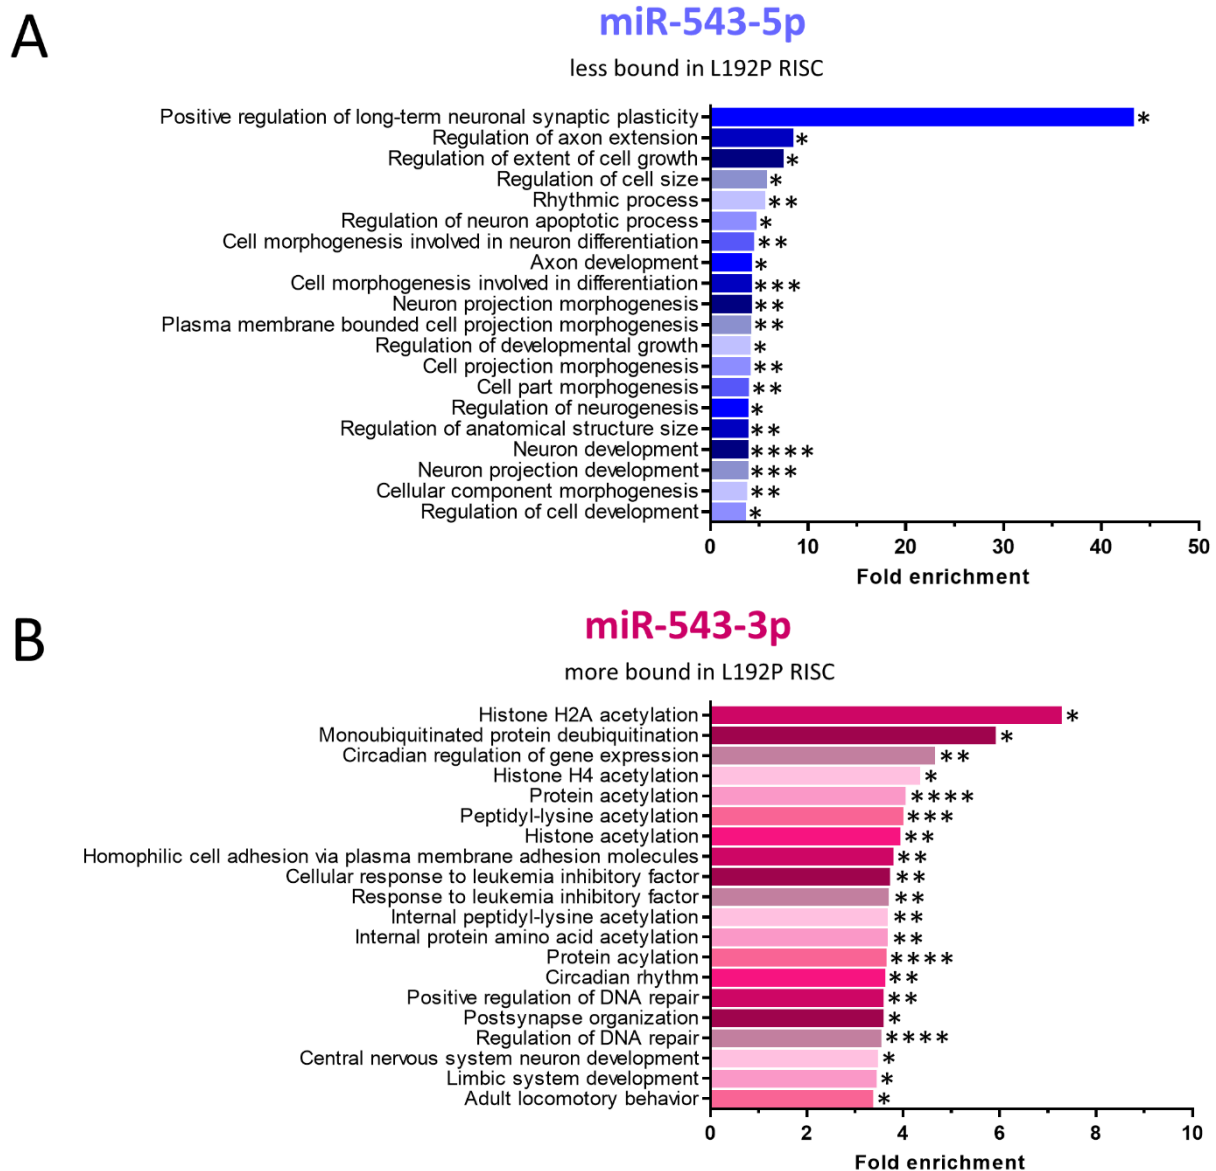 A
miR-543-5p
less bound in L192P RISC
Positive regulation of long-term neuronal synaptic plasticity *
Regulation of axon extension *
Regulation of extent of cell growth *
Regulation of cell size *
Rhythmic process **
Regulation of neuron apoptotic process *
Cell morphogenesis involved in neuron differentiation **
Axon development *
Cell morphogenesis involved in differentiation ***
Neuron projection morphogenesis **
Plasma membrane bounded cell projection morphogenesis **
Regulation of developmental growth *
Cell projection morphogenesis **
Cell part morphogenesis **
Regulation of neurogenesis *
Regulation of anatomical structure size **
Neuron development ****
Neuron projection development ***
Cellular component morphogenesis **
Regulation of cell development *
0 10 20 30 40 50
Fold enrichment
B
miR-543-3p
more bound in L192P RISC
Histone H2A acetylation *
Monoubiquitinated protein deubiquitination *
Circadian regulation of gene expression **
Histone H4 acetylation *
Protein acetylation ****
Peptidyl-lysine acetylation ***
Histone acetylation **
Homophilic cell adhesion via plasma membrane adhesion molecules **
Cellular response to leukemia inhibitory factor **
Response to leukemia inhibitory factor **
Internal peptidyl-lysine acetylation **
Internal protein amino acid acetylation **
Protein acylation ****
Circadian rhythm **
Positive regulation of DNA repair **
Postsynapse organization *
Regulation of DNA repair ****
Central nervous system neuron development *
Limbic system development *
Adult locomotory behavior *
0 2 4 6 8 10
Fold enrichment